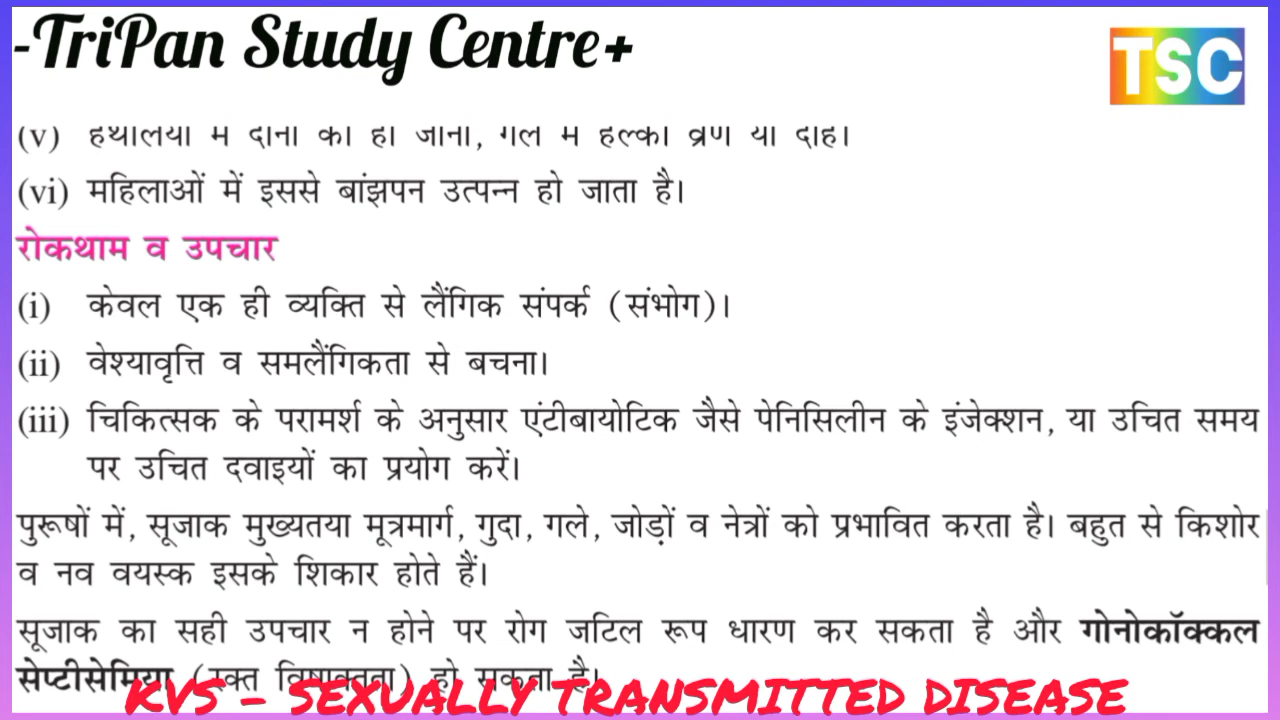 -TriPan Study Centre+
TSC
(v) हथेलियों में दानों का हो जाना, गले में हल्का व्रण या दाह।
(vi) महिलाओं में इससे बांझपन उत्पन्न हो जाता है।
रोकथाम व उपचार
(i) केवल एक ही व्यक्ति से लैंगिक संपर्क (संभोग)।
(ii) वेश्यावृत्ति व समलैंगिकता से बचना।
(iii) चिकित्सक के परामर्श के अनुसार एंटीबायोटिक जैसे पेनिसिलीन के इंजेक्शन, या उचित समय
पर उचित दवाइयों का प्रयोग करें।
पुरूषों में, सूजाक मुख्यतया मूत्रमार्ग, गुदा, गले, जोड़ों व नेत्रों को प्रभावित करता है। बहुत से किशोर
व नव वयस्क इसके शिकार होते हैं।
सूजाक का सही उपचार न होने पर रोग जटिल रूप धारण कर सकता है और गोनोकॉक्कल
सेप्टीसेमिया (रक्त विषाक्तता) हो सकता है।
KVS - SEXUALLY TRANSMITTED DISEASE